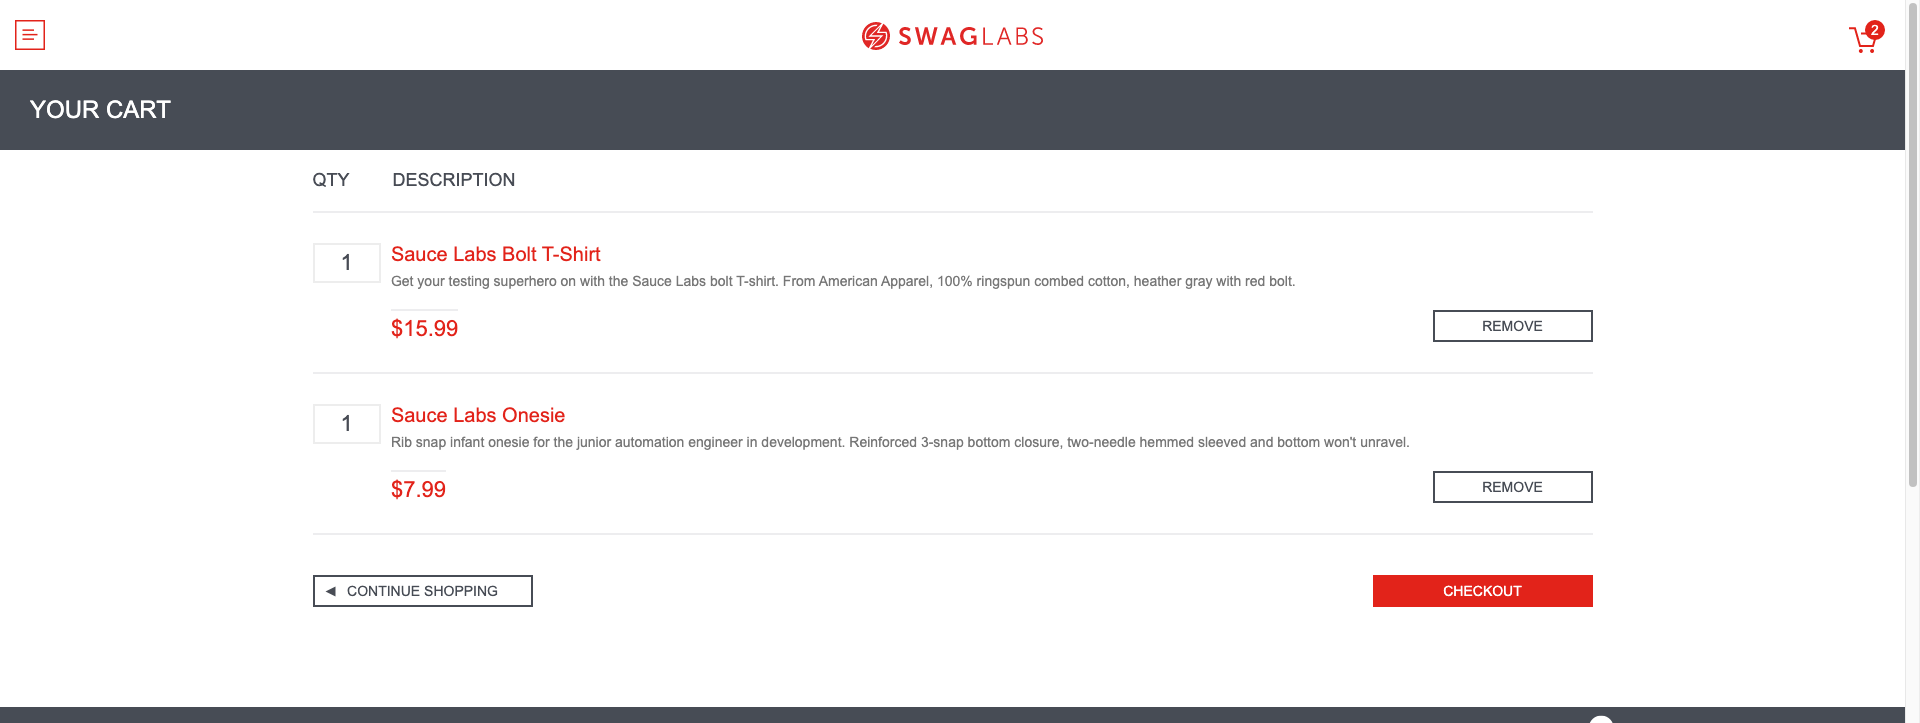 SWAGLABS
2
YOUR CART
QTY DESCRIPTION
1
Sauce Labs Bolt T-Shirt
Get your testing superhero on with the Sauce Labs bolt T-shirt. From American Apparel, 100% ringspun combed cotton, heather gray with red bolt.
$15.99
REMOVE
1
Sauce Labs Onesie
Rib snap infant onesie for the junior automation engineer in development. Reinforced 3-snap bottom closure, two-needle hemmed sleeved and bottom won't unravel.
$7.99
REMOVE
CONTINUE SHOPPING
CHECKOUT